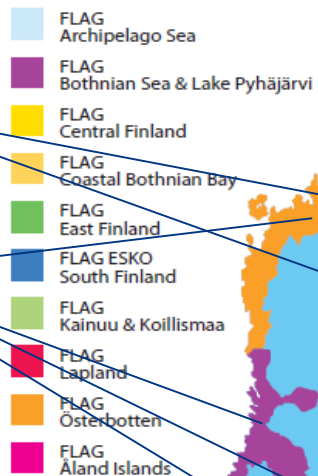 FLAG
Archipelago Sea
FLAG
Bothnian Sea & Lake Pyhäjärvi
FLAG
Central Finland
FLAG
Coastal Bothnian Bay
FLAG
East Finland
FLAG ESKO
South Finland
FLAG
Kainuu & Koillismaa
FLAG
Lapland
FLAG
Österbotten
FLAG
Åland Islands